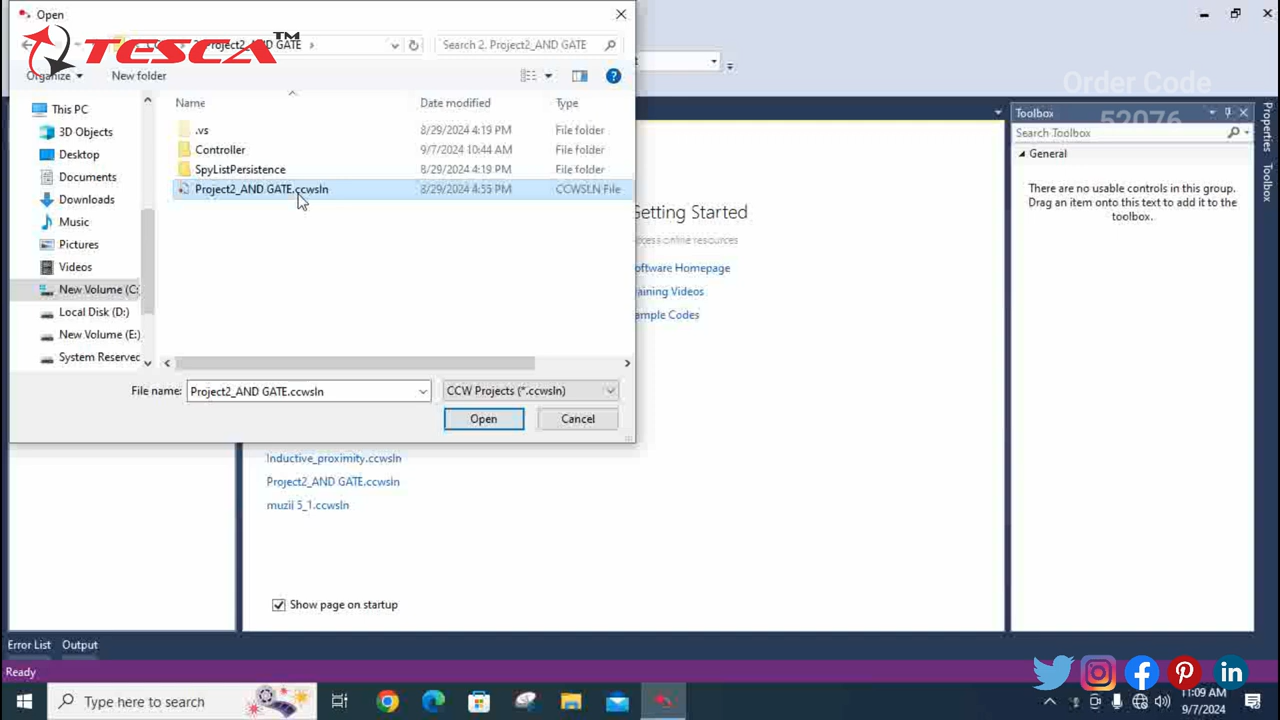 Open
TESCA™
Project2_AND GATE
Search 2. Project2_AND GATE
Organize
New folder
Order Code
52076
This PC
3D Objects
Desktop
Documents
Downloads
Music
Pictures
Videos
New Volume (C:
Local Disk (D:)
New Volume (E:)
System Reserved
Name
Date modified
Type
.vs
8/29/2024 4:19 PM
File folder
Controller
9/7/2024 10:44 AM
File folder
SpyListPersistence
8/29/2024 4:19 PM
File folder
Project2_AND GATE.ccwsln
8/29/2024 4:55 PM
CCWSLN File
File name:
Project2_AND GATE.ccwsln
CCW Projects (*.ccwsln)
Open
Cancel
Getting Started
online resources
oftware Homepage
aining Videos
ample Codes
Inductive_proximity.ccwsln
Project2_AND GATE.ccwsln
muzii 5_1.ccwsln
Show page on startup
Toolbox
Search Toolbox
General
There are no usable controls in this group.
Drag an item onto this text to add it to the
toolbox.
Properties
Toolbox
Error List
Output
Ready
Type here to search
11:09 AM
9/7/2024